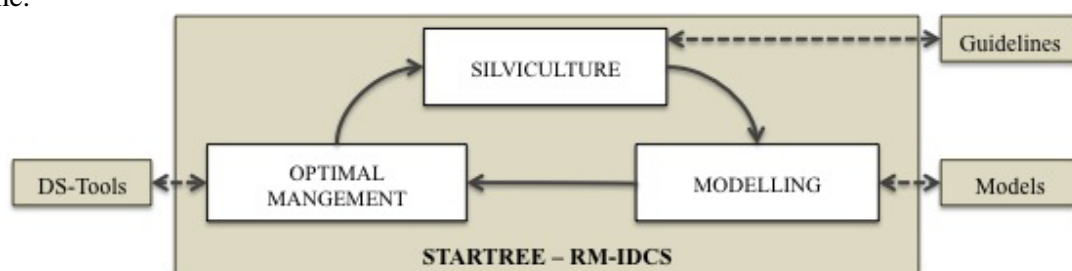 SILVICULTURE
Guidelines
OPTIMAL
MANGEMENT
MODELLING
DS-Tools
Models
STARTREE – RM-IDCS